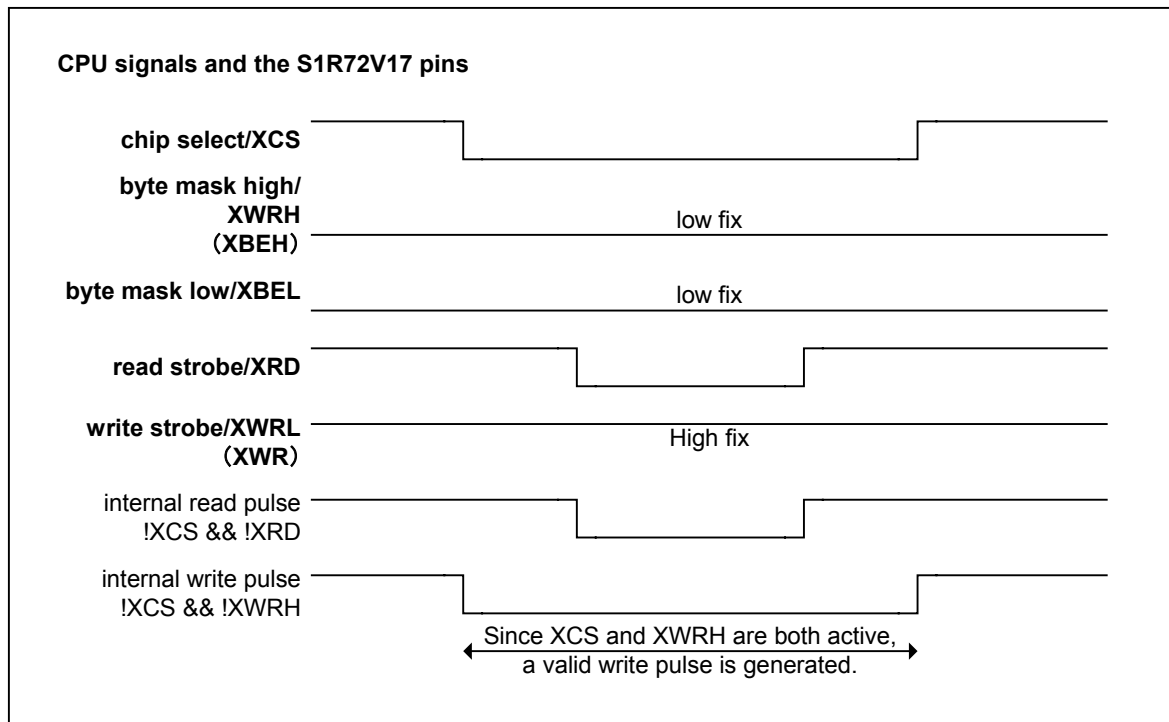 CPU signals and the S1R72V17 pins
chip select/XCS
byte mask high/
XWRH
（XBEH）
low fix
byte mask low/XBEL
low fix
read strobe/XRD
write strobe/XWRL
（XWR）
High fix
internal read pulse
!XCS && !XRD
internal write pulse
!XCS && !XWRH
Since XCS and XWRH are both active,
a valid write pulse is generated.